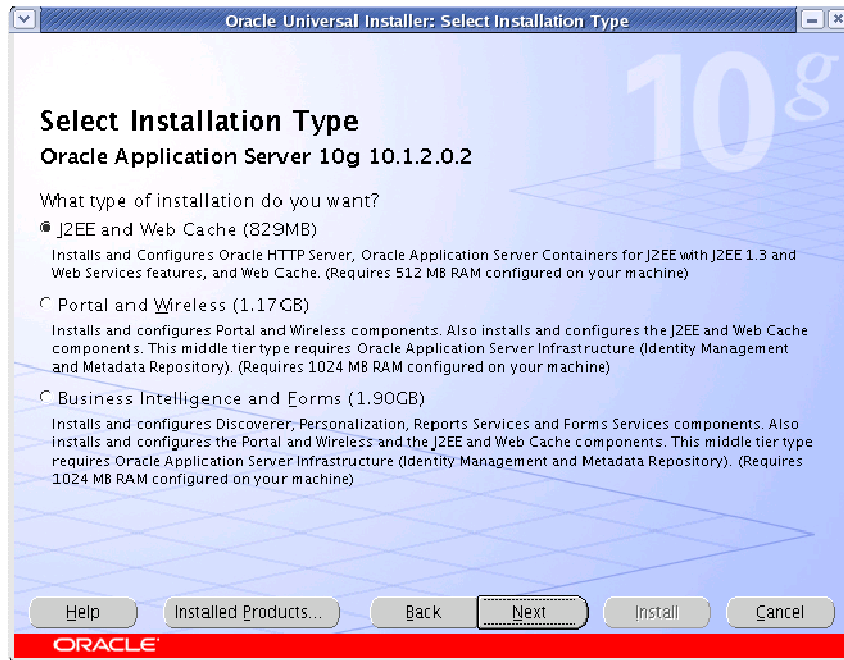 Oracle Universal Installer: Select Installation Type
10g
Select Installation Type
Oracle Application Server 10g 10.1.2.0.2
What type of installation do you want?
J2EE and Web Cache (829MB)
Installs and Configures Oracle HTTP Server, Oracle Application Server Containers for J2EE with J2EE 1.3 and
Web Services features, and Web Cache. (Requires 512 MB RAM configured on your machine)
Portal and Wireless (1.17GB)
Installs and configures Portal and Wireless components. Also installs and configures the J2EE and Web Cache
components. This middle tier type requires Oracle Application Server Infrastructure (Identity Management
and Metadata Repository). (Requires 1024 MB RAM configured on your machine)
Business Intelligence and Forms (1.90GB)
Installs and configures Discoverer, Personalization, Reports Services and Forms Services components. Also
installs and configures the Portal and Wireless and the J2EE and Web Cache components. This middle tier type
requires Oracle Application Server Infrastructure (Identity Management and Metadata Repository). (Requires
1024 MB RAM configured on your machine)
Help Installed Products... Back Next Install Cancel
ORACLE